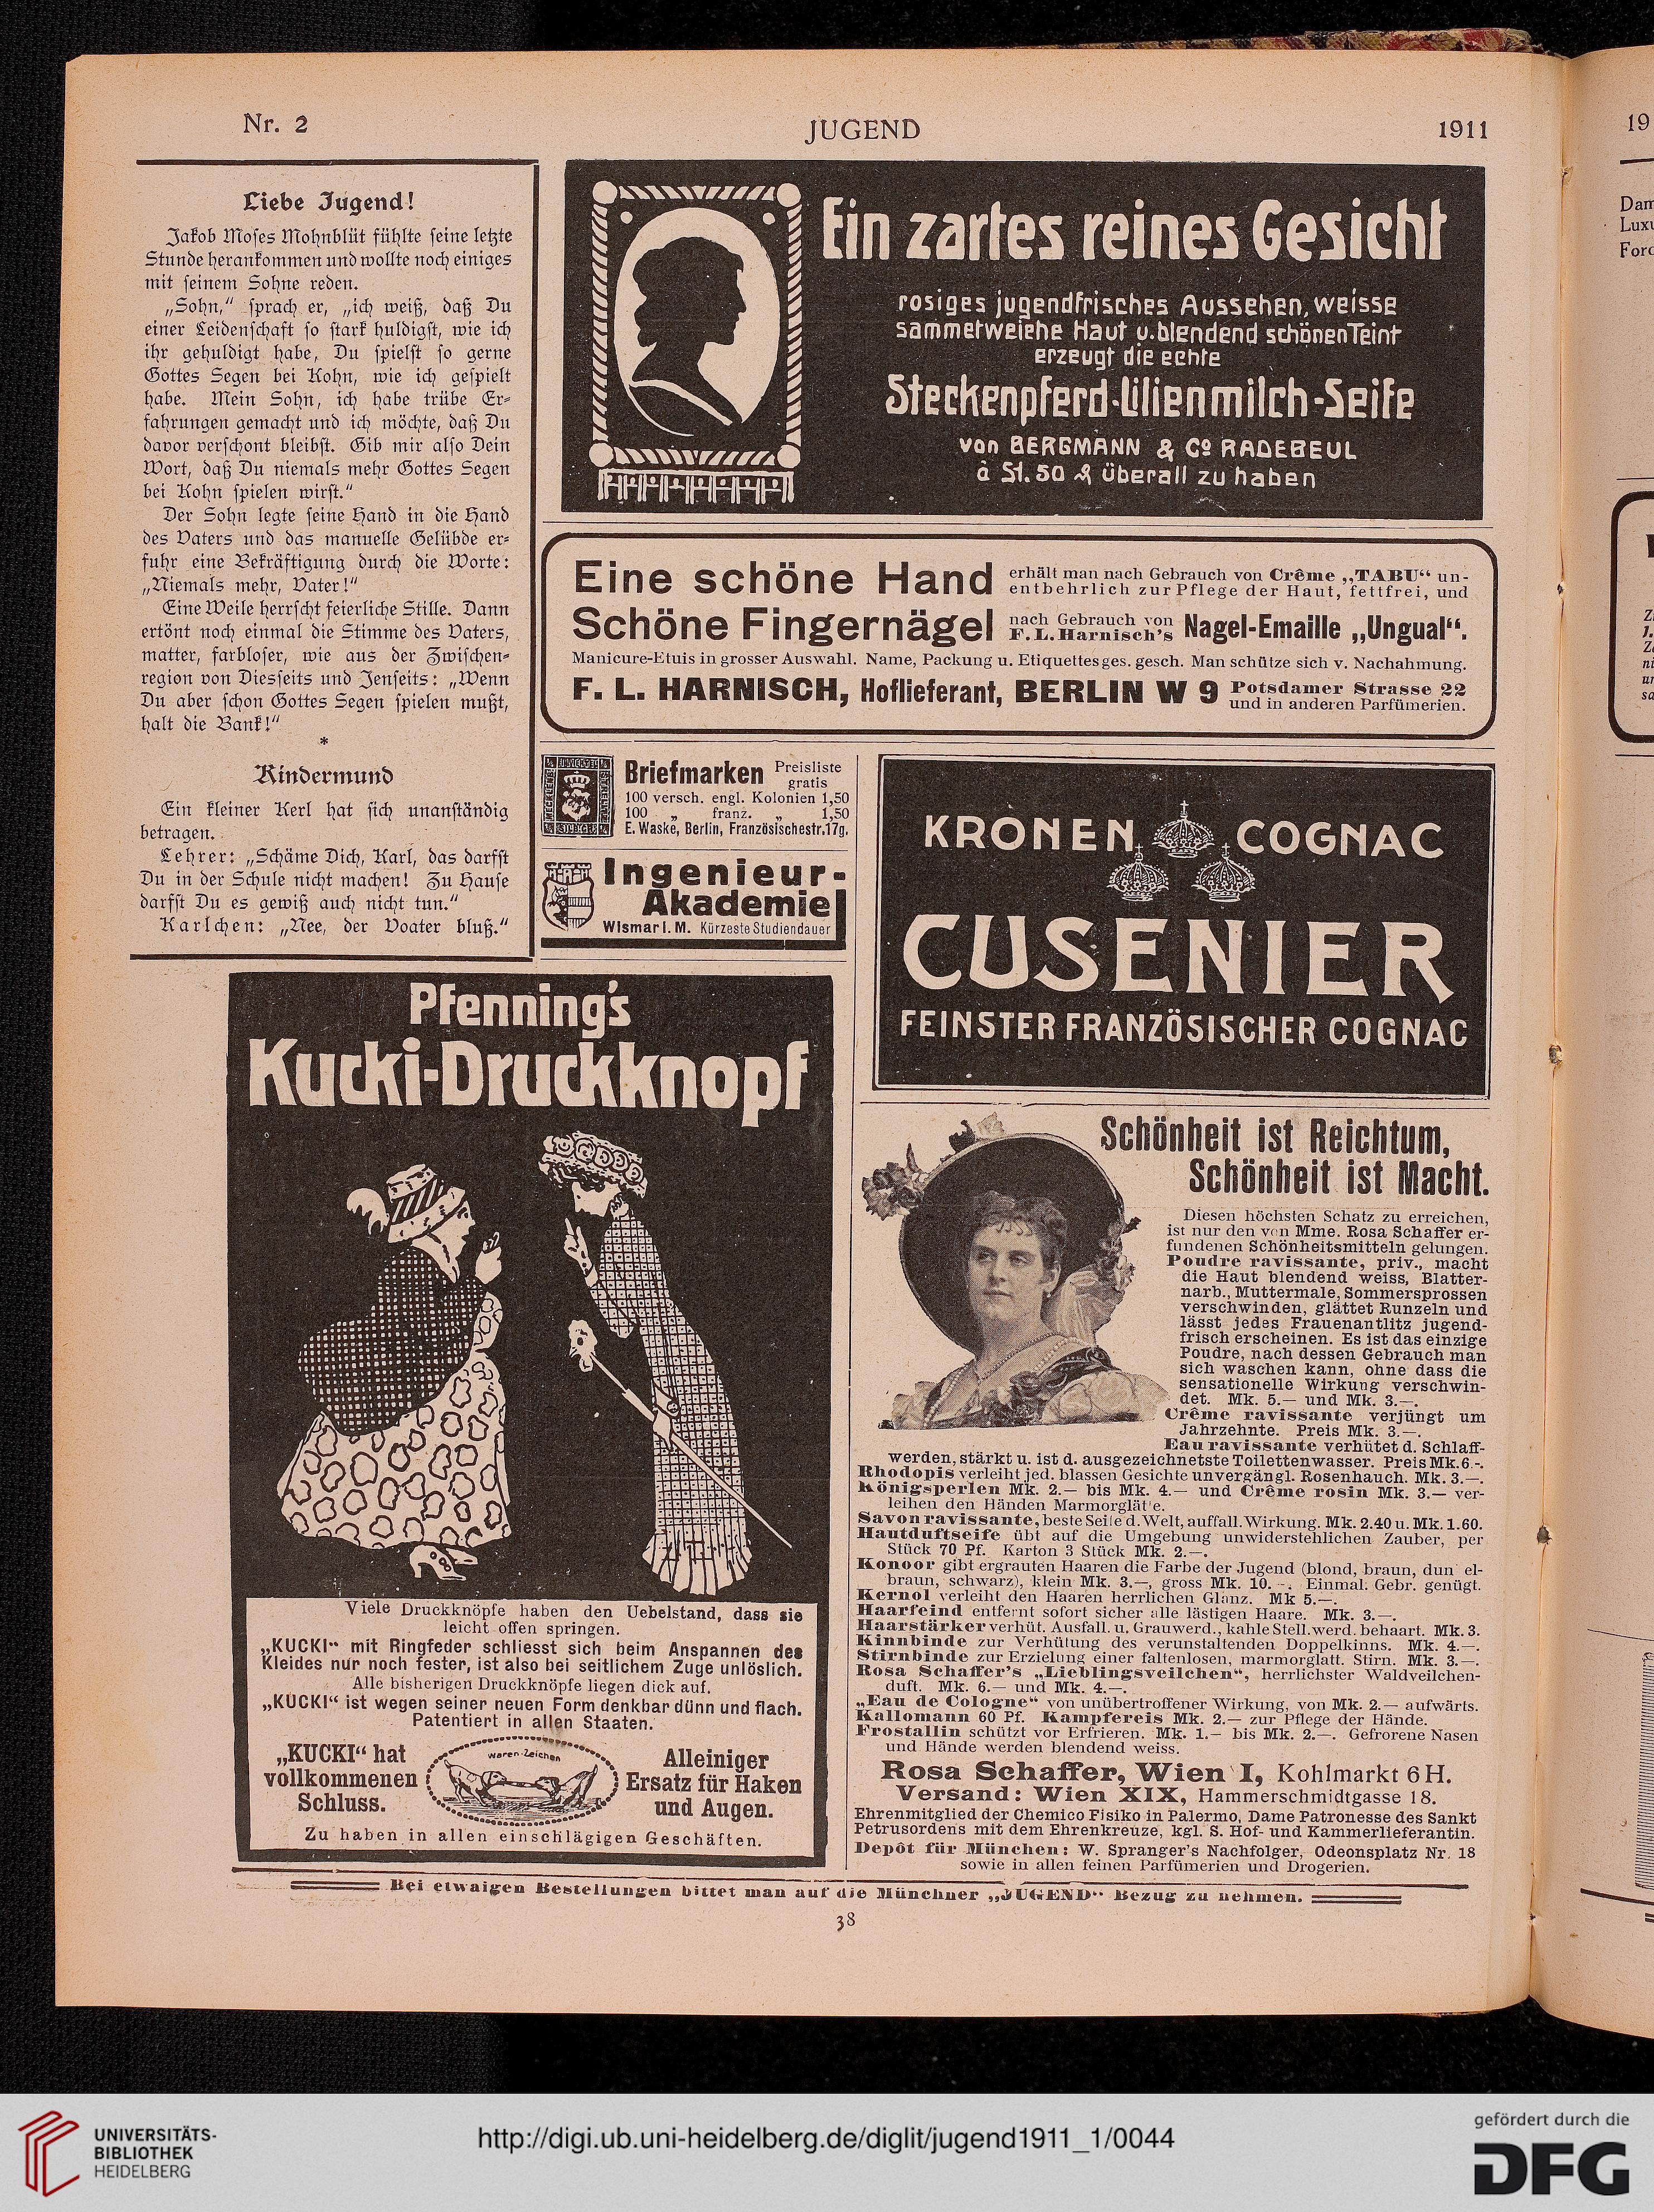 Nr. 2
JUGEND
1911
Liebe Jugend!
Jakob Moses Mohnblüt fühlte seine letzte
Stunde herankommen und wollte noch einiges
mit seinem Sohne reden.
„Sohn,“ sprach er, „ich weiß, daß Du
einer Leidenschaft so stark huldigst, wie ich
ihr gehuldigt habe, Du spielst so gerne
Gottes Segen bei Kohn, wie ich gespielt
habe. Mein Sohn, ich habe trübe Er-
fahrungen gemacht und ich möchte, daß Du
davor verschont bleibst. Gib mir also Dein
Wort, daß Du niemals mehr Gottes Segen
bei Kohn spielen wirst.“
Der Sohn legte seine Hand in die Hand
des Vaters und das manuelle Gelübde er-
fuhr eine Bekräftigung durch die Worte:
„Niemals mehr, Vater!“
Eine Weile herrscht feierliche Stille. Dann
ertönt noch einmal die Stimme des Vaters,
matter, farbloser, wie aus der Zwischen-
region von Diesseits und Jenseits: „Wenn
Du aber schon Gottes Segen spielen mußt,
halt die Bank!“
*
Kindermund
Ein kleiner Kerl hat sich unanständig
betragen.
Lehrer: „Schäme Dich, Karl, das darfst
Du in der Schule nicht machen! Zu Hause
darfst Du es gewiß auch nicht tun.“
Karlchen: „Nee, der Voater bluß.“
Ein zartes reines Gesicht
rosiges jugendfrisches Aussehen, weisse
sammetweiche Haut u. blendend schönen Teint
erzeugt die echte
Steckenpferd-Lilienmilch-Seife
von BERGMANN & Co RADEBEUL
à St. 50 ₰ überall zu haben
Eine schöne Hand erhält man nach Gebrauch von Crême „TABU“ un-
entbehrlich zur Pflege der Haut, fettfrei, und
Schöne Fingernägel nach Gebrauch von F. L. Harnisch's Nagel-Emaille „Ungual“.
Manicure-Etuis in grosser Auswahl. Name, Packung u. Etiquettes ges. gesch. Man schütze sich v. Nachahmung.
F. L. HARNISCH, Hoflieferant, BERLIN W 9 Potsdamer Strasse 22
und in anderen Parfümerien.
Briefmarken Preisliste gratis
100 versch. engl. Kolonien 1,50
100 „ franz. „ 1,50
E. Waske, Berlin, Französischestr. 17g.
Ingenieur-
Akademie
Wismar i. M. Kürzeste Studiendauer
KRONEN COGNAC
CUSENIER
FEINSTER FRANZÖSISCHER COGNAC
Pfenning's
Kucki-Druckknopf
Viele Druckknöpfe haben den Uebelstand, dass sie
leicht offen springen.
„KUCKI“ mit Ringfeder schliesst sich beim Anspannen des
Kleides nur noch fester, ist also bei seitlichem Zuge unlöslich.
Alle bisherigen Druckknöpfe liegen dick auf.
„KUCKI“ ist wegen seiner neuen Form denkbar dünn und flach.
Patentiert in allen Staaten.
„KUCKI“ hat
vollkommenen
Schluss.
Waren-Zeichen
Alleiniger
Ersatz für Haken
und Augen.
Zu haben in allen einschlägigen Geschäften.
Schönheit ist Reichtum,
Schönheit ist Macht.
Diesen höchsten Schatz zu erreichen,
ist nur den von Mme. Rosa Schaffer er-
fundenen Schönheitsmitteln gelungen.
Poudre ravissante, priv., macht
die Haut blendend weiss, Blatter-
narb., Muttermale, Sommersprossen
verschwinden, glättet Runzeln und
lässt jedes Frauenantlitz jugend-
frisch erscheinen. Es ist das einzige
Poudre, nach dessen Gebrauch man
sich waschen kann, ohne dass die
sensationelle Wirkung verschwin-
det. Mk. 5.— und Mk. 3.—.
Crême ravissante verjüngt um
Jahrzehnte. Preis Mk. 3.—.
Eau ravissante verhütet d. Schlaff-
werden, stärkt u. ist d. ausgezeichnetste Toilettenwasser. Preis Mk. 6.-.
Rhodopis verleiht jed. blassen Gesichte unvergängl. Rosenhauch. Mk. 3.—.
Königsperlen Mk. 2.— bis Mk. 4.— und Crême rosin Mk. 3.— ver-
leihen den Händen Marmorglätte.
Savon ravissante, beste Seife d. Welt, auffall. Wirkung. Mk. 2.40 u. Mk. 1.60.
Hautduftseife übt auf die Umgebung unwiderstehlichen Zauber, per
Stück 70 Pf. Karton 3 Stück Mk. 2.—.
Konoor gibt ergrauten Haaren die Farbe der Jugend (blond, braun, dunkel-
braun, schwarz), klein Mk. 3.—, gross Mk. 10.-. Einmal. Gebr. genügt.
Kernol verleiht den Haaren herrlichen Glanz. Mk 5.—.
Haarfeind entfernt sofort sicher alle lästigen Haare. Mk. 3.—.
Haarstärker verhüt. Ausfall. u. Grauwerd., kahle Stell. werd. behaart. Mk. 3.
Kinnbinde zur Verhütung des verunstaltenden Doppelkinns. Mk. 4.—.
Stirnbinde zur Erzielung einer faltenlosen, marmorglatt. Stirn. Mk. 3.—.
Rosa Schaffer's „Lieblingsveilchen“, herrlichster Waldveilchen-
duft. Mk. 6.— und Mk. 4.—.
„Eau de Cologne“ von unübertroffener Wirkung, von Mk. 2.— aufwärts.
Kallomann 60 Pf. Kampfereis Mk. 2.— zur Pflege der Hände.
Frostallin schützt vor Erfrieren. Mk. 1.— bis Mk. 2.—. Gefrorene Nasen
und Hände werden blendend weiss.
Rosa Schaffer, Wien I, Kohlmarkt 6 H.
Versand: Wien XIX, Hammerschmidtgasse 18.
Ehrenmitglied der Chemico Fisiko in Palermo, Dame Patronesse des Sankt
Petrusordens mit dem Ehrenkreuze, kgl. S. Hof- und Kammerlieferantin.
Depôt für München: W. Spranger's Nachfolger, Odeonsplatz Nr. 18
sowie in allen feinen Parfümerien und Drogerien.
Bei etwaigen Bestellungen bittet man auf die Münchner „JUGEND“ Bezug zu nehmen.
38
19
UNIVERSITÄTS-
BIBLIOTHEK
HEIDELBERG
http://digi.ub.uni-heidelberg.de/diglit/jugend1911_1/0044
gefördert durch die
DFG